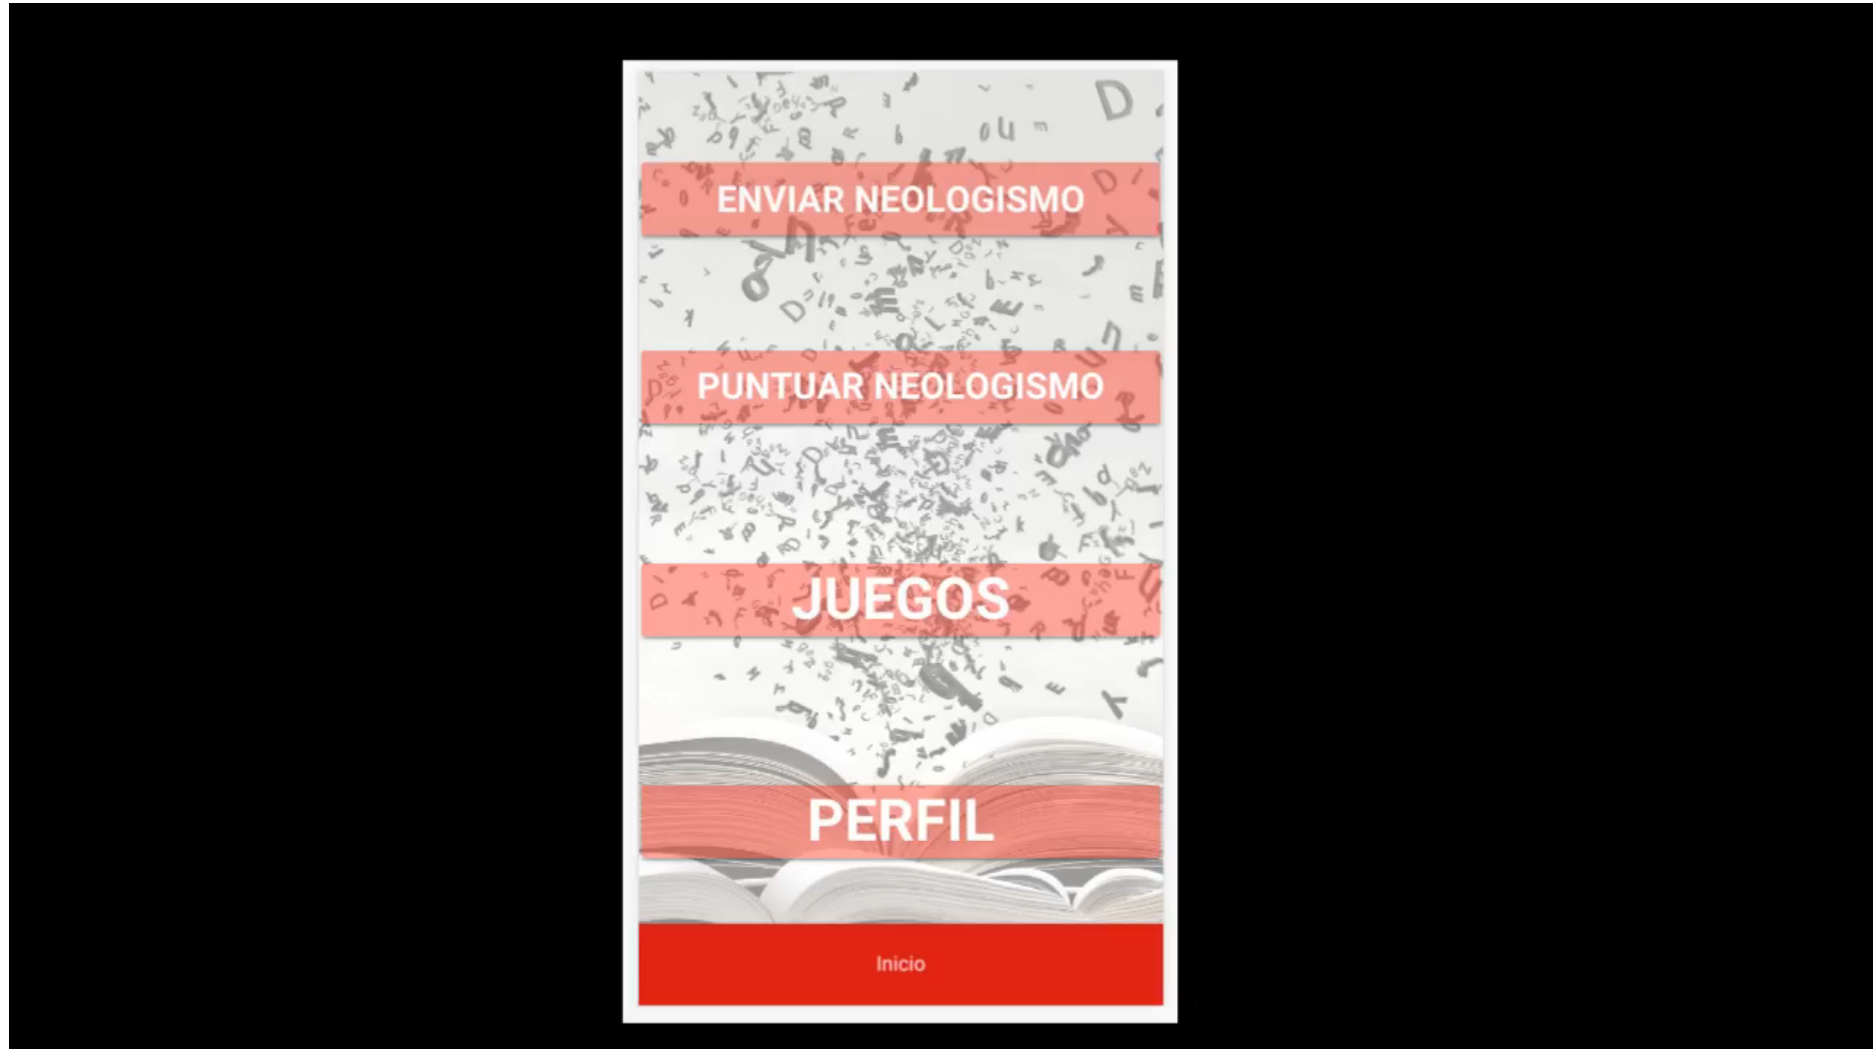 ENVIAR NEOLOGISMO
PUNTUAR NEOLOGISMO
JUEGOS
PERFIL
Inicio